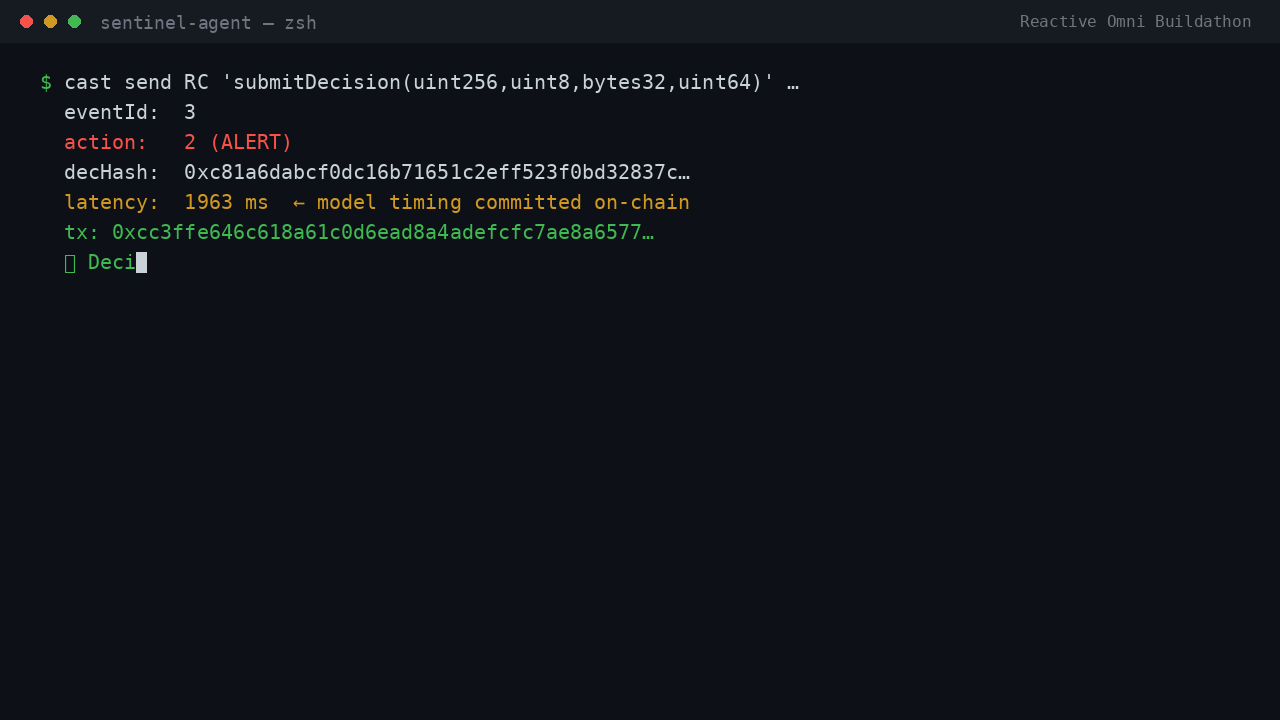 sentinel-agent — zsh
Reactive Omni Buildathon
$ cast send RC 'submitDecision(uint256,uint8,bytes32,uint64)' …
eventId: 3
action: 2 (ALERT)
decHash: 0xc81a6dabcf0dc16b71651c2eff523f0bd32837c…
latency: 1963 ms ← model timing committed on-chain
tx: 0xcc3ffe646c618a61c0d6ead8a4adefcfc7ae8a6577…
▯ Deci